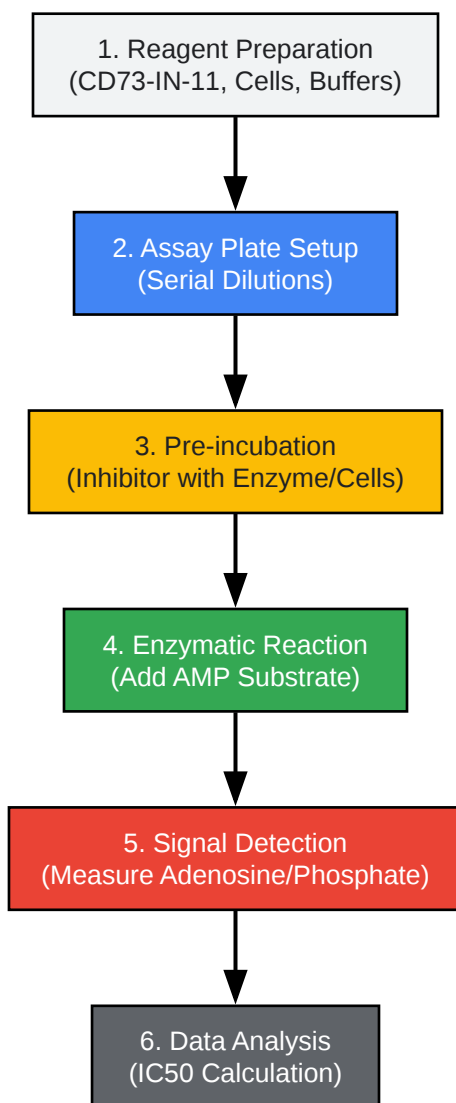 1. Reagent Preparation
(CD73-IN-11, Cells, Buffers)
2. Assay Plate Setup
(Serial Dilutions)
3. Pre-incubation
(Inhibitor with Enzyme/Cells)
4. Enzymatic Reaction
(Add AMP Substrate)
5. Signal Detection
(Measure Adenosine/Phosphate)
6. Data Analysis
(IC50 Calculation)